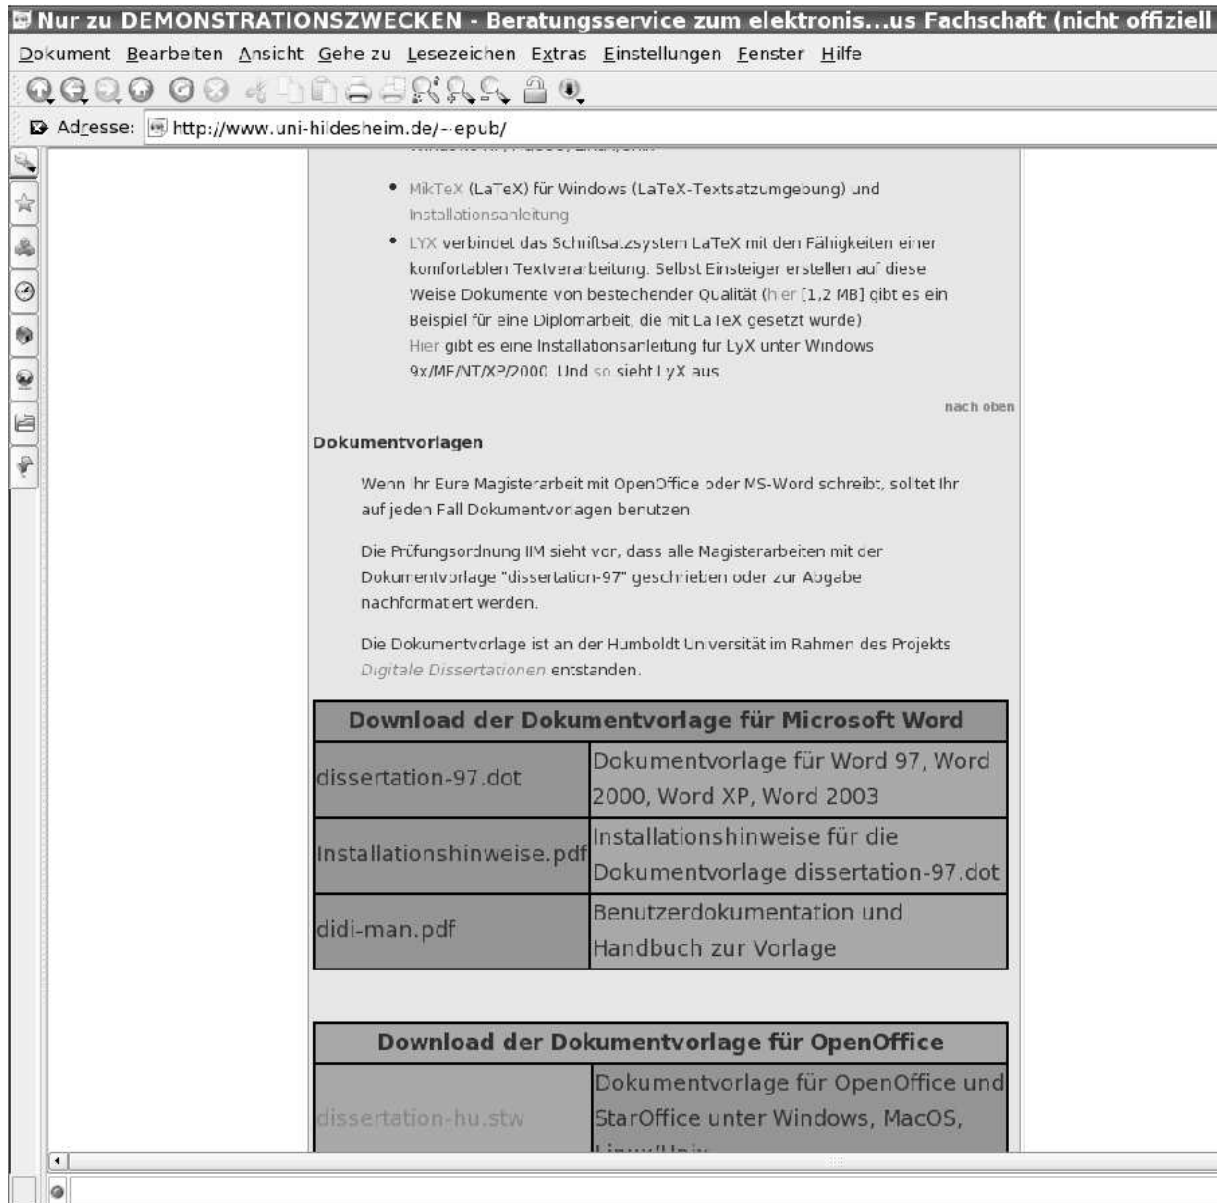 Nur zu DEMONSTRATIONSZWECKEN - Beratungsservice zum elektronis...us Fachschaft (nicht offiziell
Dokument Bearbeiten Ansicht Gehe zu Lesezeichen Extras Einstellungen Fenster Hilfe
Adresse: http://www.uni-hildesheim.de/~epub/
MikTeX (LaTeX) für Windows (LaTeX-Textsatzumgebung) und
Installationsanleitung
LYX verbindet das Schriftsatzsystem LaTeX mit den Fähigkeiten einer
komfortablen Textverarbeitung. Selbst Einsteiger erstellen auf diese
Weise Dokumente von bestechender Qualität (hier [1,2 MB] gibt es ein
Beispiel für eine Diplomarbeit, die mit LaTeX gesetzt wurde)
Hier gibt es eine Installationsanleitung für LyX unter Windows
9x/ME/NT/XP/2000. Und so sieht LyX aus
nach oben
Dokumentvorlagen
Wenn Ihr Eure Magisterarbeit mit OpenOffice oder MS-Word schreibt, solltet Ihr
auf jeden Fall Dokumentvorlagen benutzen
Die Prüfungsordnung IIM sieht vor, dass alle Magisterarbeiten mit der
Dokumentvorlage "dissertation-97" geschrieben oder zur Abgabe
nachformatiert werden.
Die Dokumentvorlage ist an der Humboldt Universität im Rahmen des Projekts
Digitale Dissertationen entstanden.
Download der Dokumentvorlage für Microsoft Word
dissertation-97.dot
Dokumentvorlage für Word 97, Word
2000, Word XP, Word 2003
Installationshinweise.pdf
Installationshinweise für die
Dokumentvorlage dissertation-97.dot
didi-man.pdf
Benutzerdokumentation und
Handbuch zur Vorlage
Download der Dokumentvorlage für OpenOffice
dissertation-hu.stw
Dokumentvorlage für OpenOffice und
StarOffice unter Windows, MacOS,
Linux/Unix